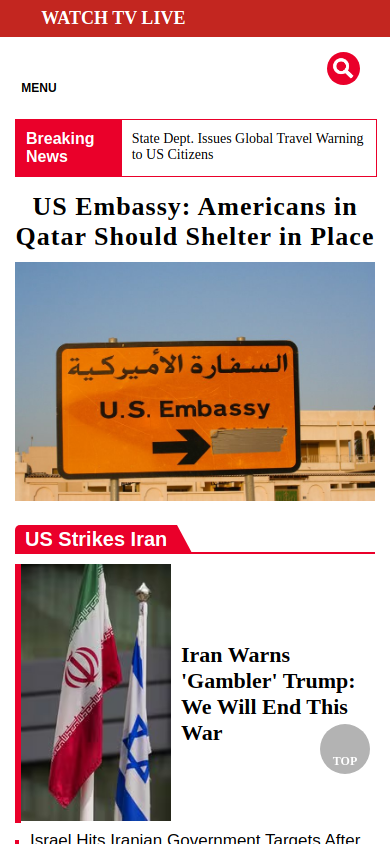 WATCH TV LIVE
MENU
Breaking
News
State Dept. Issues Global Travel Warning
to US Citizens
US Embassy: Americans in
Qatar Should Shelter in Place
السفارة الأميركية
U.S. Embassy
US Strikes Iran
Iran Warns
'Gambler' Trump:
We Will End This
War
TOP
Israel Hits Iranian Government Targets After